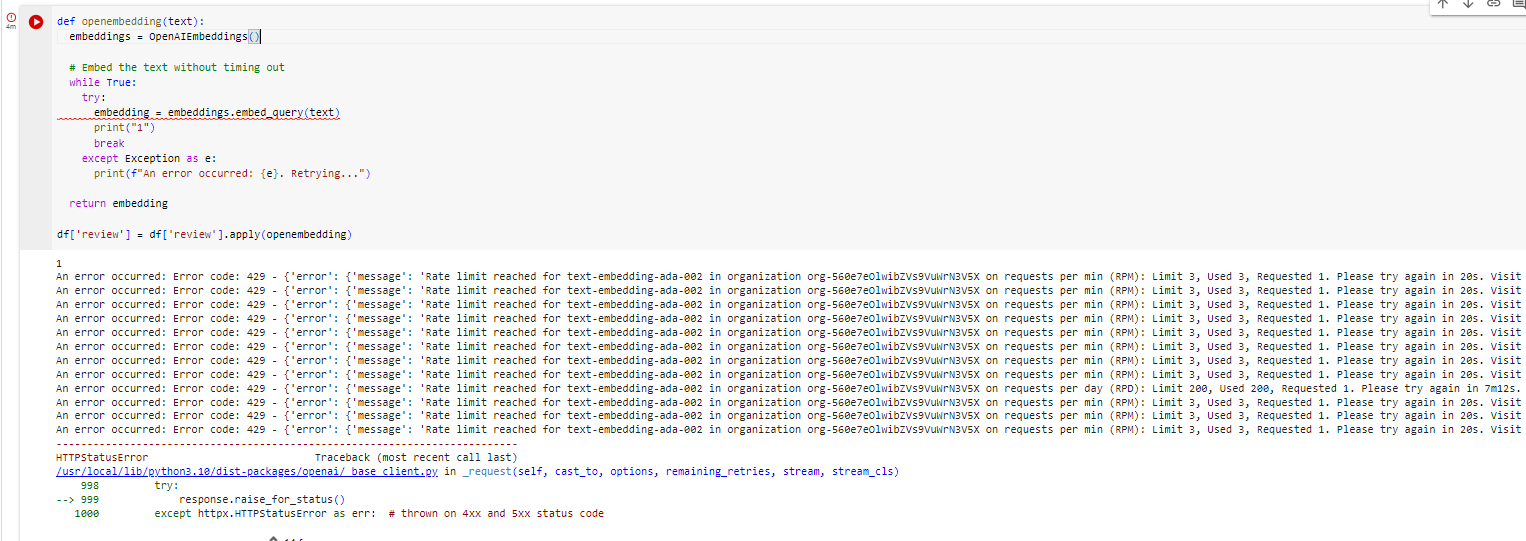 4m
def openembedding(text):
embeddings = OpenAIEmbeddings()
# Embed the text without timing out
while True:
try:
embedding = embeddings.embed_query(text)
print("1")
break
except Exception as e:
print(f"An error occurred: {e}. Retrying...")
return embedding
df['review'] = df['review'].apply(openembedding)
1
An error occurred: Error code: 429 - {'error': {'message': 'Rate limit reached for text-embedding-ada-002 in organization org-560e7eOlwibZVs9VuWrN3V5X on requests per min (RPM): Limit 3, Used 3, Requested 1. Please try again in 20s. Visit
An error occurred: Error code: 429 - {'error': {'message': 'Rate limit reached for text-embedding-ada-002 in organization org-560e7eOlwibZVs9VuWrN3V5X on requests per min (RPM): Limit 3, Used 3, Requested 1. Please try again in 20s. Visit
An error occurred: Error code: 429 - {'error': {'message': 'Rate limit reached for text-embedding-ada-002 in organization org-560e7eOlwibZVs9VuWrN3V5X on requests per min (RPM): Limit 3, Used 3, Requested 1. Please try again in 20s. Visit
An error occurred: Error code: 429 - {'error': {'message': 'Rate limit reached for text-embedding-ada-002 in organization org-560e7eOlwibZVs9VuWrN3V5X on requests per min (RPM): Limit 3, Used 3, Requested 1. Please try again in 20s. Visit
An error occurred: Error code: 429 - {'error': {'message': 'Rate limit reached for text-embedding-ada-002 in organization org-560e7eOlwibZVs9VuWrN3V5X on requests per min (RPM): Limit 3, Used 3, Requested 1. Please try again in 20s. Visit
An error occurred: Error code: 429 - {'error': {'message': 'Rate limit reached for text-embedding-ada-002 in organization org-560e7eOlwibZVs9VuWrN3V5X on requests per min (RPM): Limit 3, Used 3, Requested 1. Please try again in 20s. Visit
An error occurred: Error code: 429 - {'error': {'message': 'Rate limit reached for text-embedding-ada-002 in organization org-560e7eOlwibZVs9VuWrN3V5X on requests per min (RPM): Limit 3, Used 3, Requested 1. Please try again in 20s. Visit
An error occurred: Error code: 429 - {'error': {'message': 'Rate limit reached for text-embedding-ada-002 in organization org-560e7eOlwibZVs9VuWrN3V5X on requests per min (RPM): Limit 3, Used 3, Requested 1. Please try again in 20s. Visit
An error occurred: Error code: 429 - {'error': {'message': 'Rate limit reached for text-embedding-ada-002 in organization org-560e7eOlwibZVs9VuWrN3V5X on requests per day (RPD): Limit 200, Used 200, Requested 1. Please try again in 7m12s.
An error occurred: Error code: 429 - {'error': {'message': 'Rate limit reached for text-embedding-ada-002 in organization org-560e7eOlwibZVs9VuWrN3V5X on requests per min (RPM): Limit 3, Used 3, Requested 1. Please try again in 20s. Visit
An error occurred: Error code: 429 - {'error': {'message': 'Rate limit reached for text-embedding-ada-002 in organization org-560e7eOlwibZVs9VuWrN3V5X on requests per min (RPM): Limit 3, Used 3, Requested 1. Please try again in 20s. Visit
An error occurred: Error code: 429 - {'error': {'message': 'Rate limit reached for text-embedding-ada-002 in organization org-560e7eOlwibZVs9VuWrN3V5X on requests per min (RPM): Limit 3, Used 3, Requested 1. Please try again in 20s. Visit
---------------------------------------------------------------------------
HTTPStatusError Traceback (most recent call last)
/usr/local/lib/python3.10/dist-packages/openai/_base_client.py in _request(self, cast_to, options, remaining_retries, stream, stream_cls)
998 try:
--> 999 response.raise_for_status()
1000 except httpx.HTTPStatusError as err: # thrown on 4xx and 5xx status code